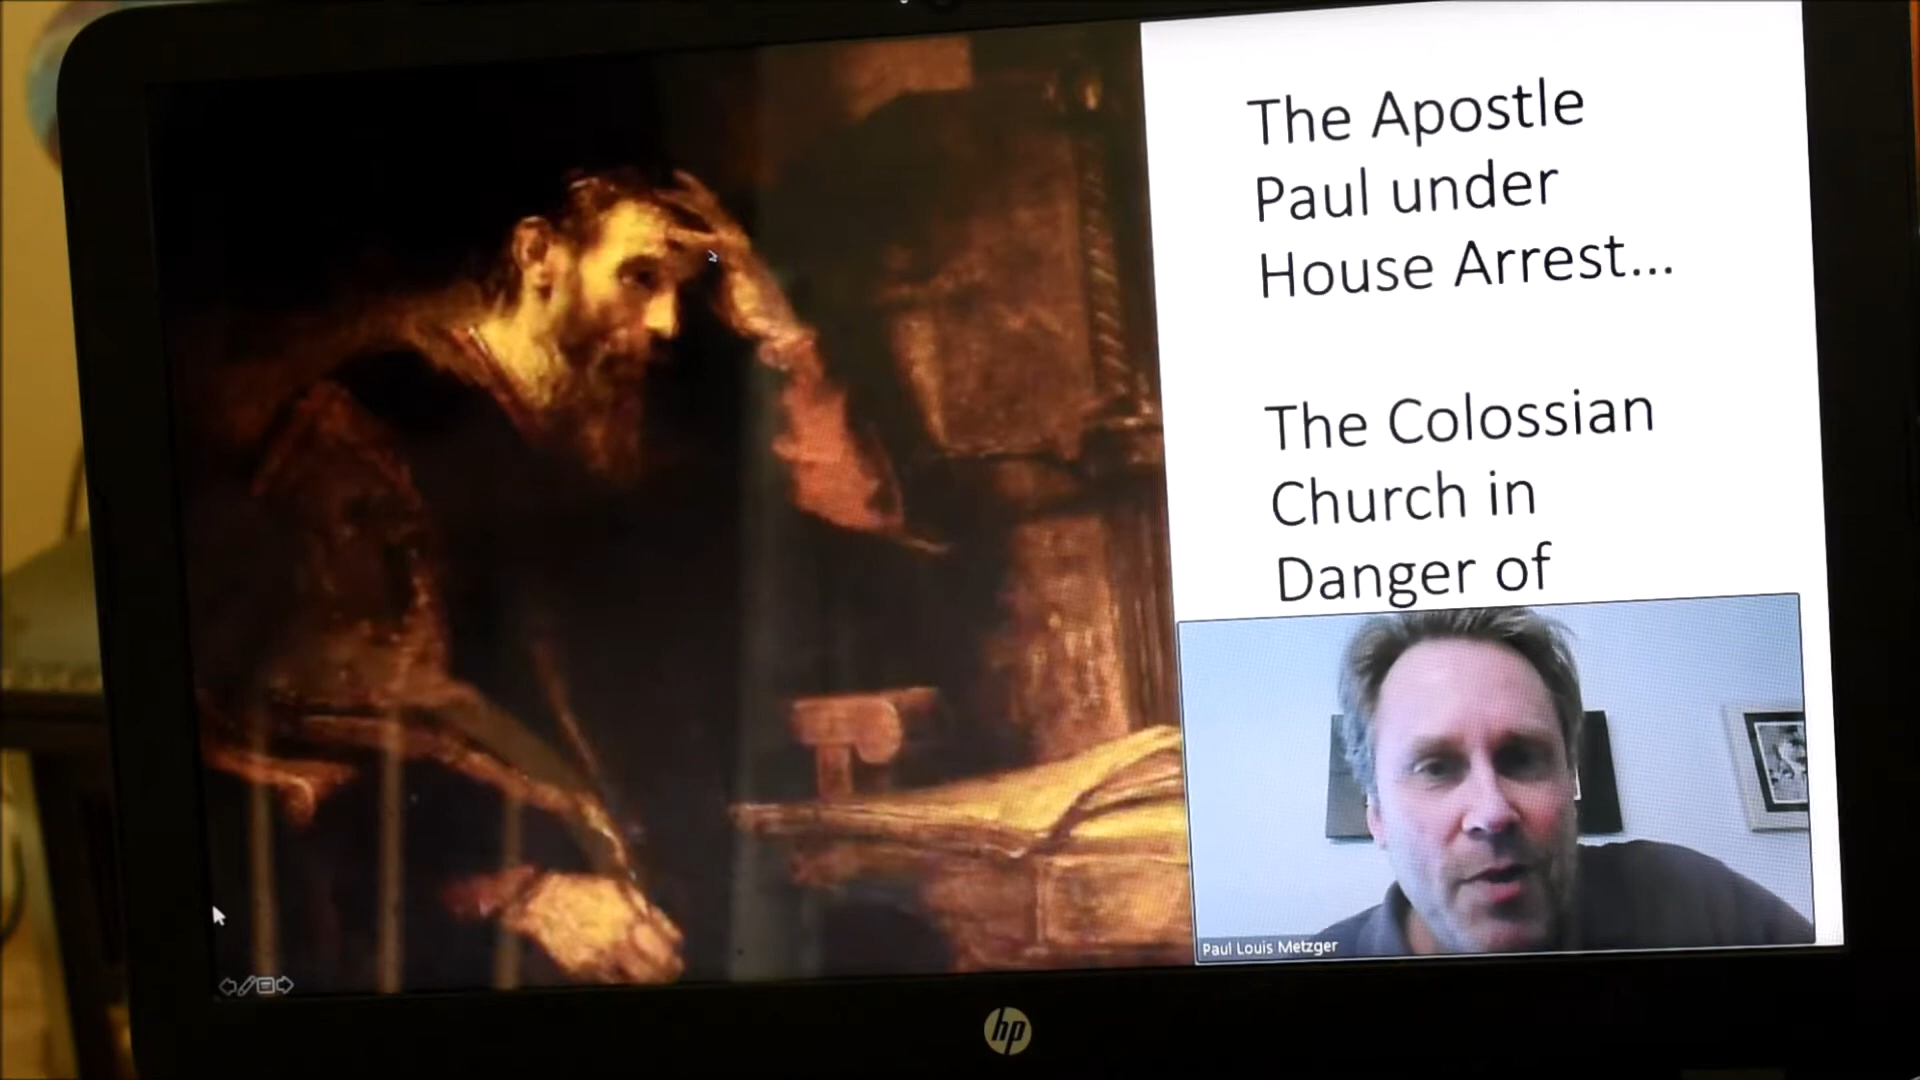 The Apostle
Paul under
House Arrest...
The Colossian
Church in
Danger of
Paul Louis Metzger
hp